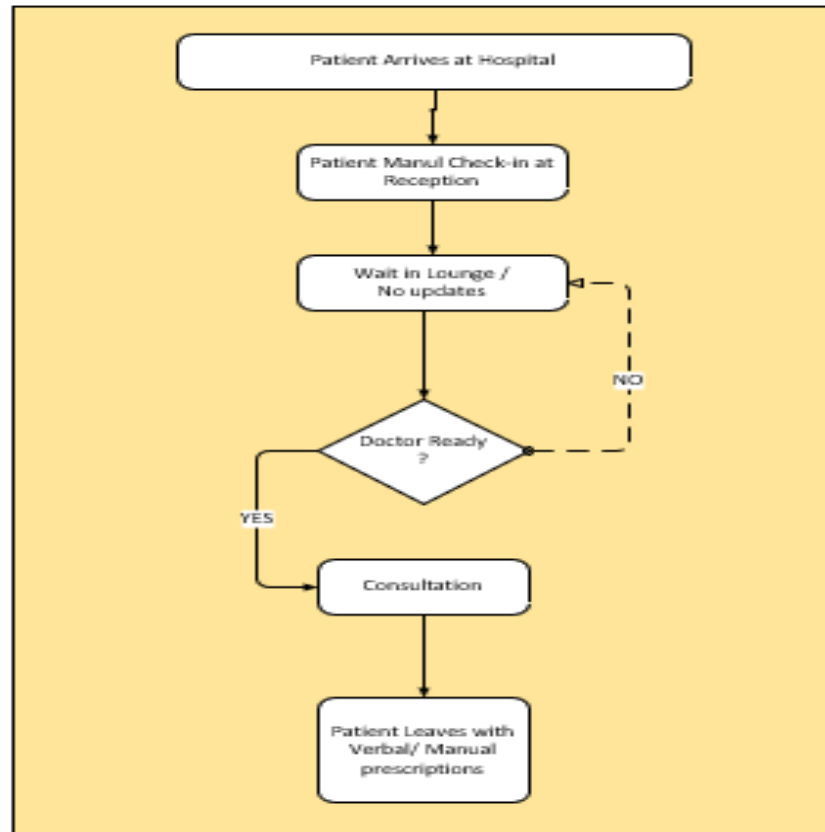 Patient Arrives at Hospital
Patient Manul Check-in at
Reception
Wait in Lounge /
No updates
NO
Doctor Ready
?
YES
Consultation
Patient Leaves with
Verbal/ Manual
prescriptions